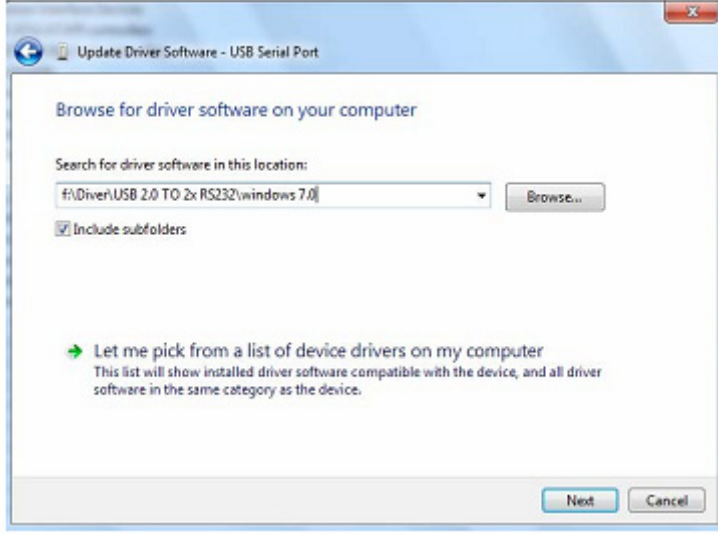 Update Driver Software - USB Serial Port
Browse for driver software on your computer
Search for driver software in this location:
f:\Diver\USB 2.0 TO 2x RS232\windows 7.0
Browse...
Include subfolders
Let me pick from a list of device drivers on my computer
This list will show installed driver software compatible with the device, and all driver
software in the same category as the device.
Next Cancel